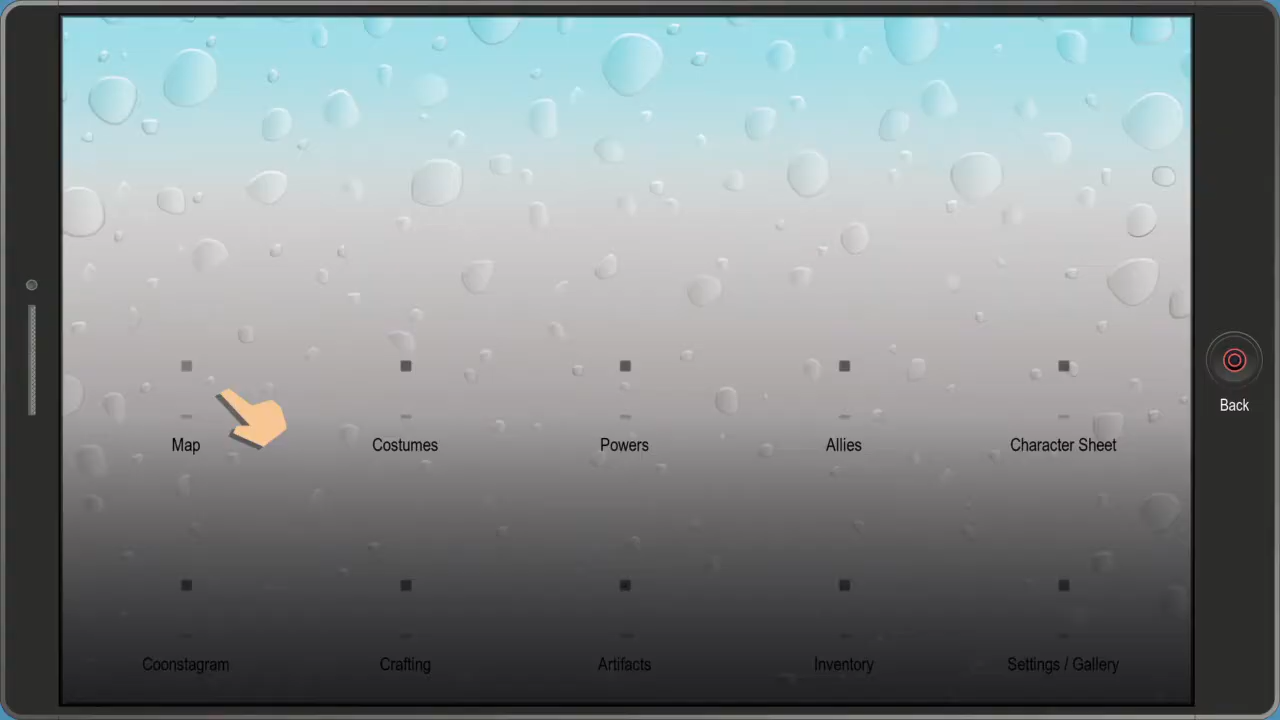 Back
Map
Costumes
Powers
Allies
Character Sheet
Coonstagram
Crafting
Artifacts
Inventory
Settings / Gallery